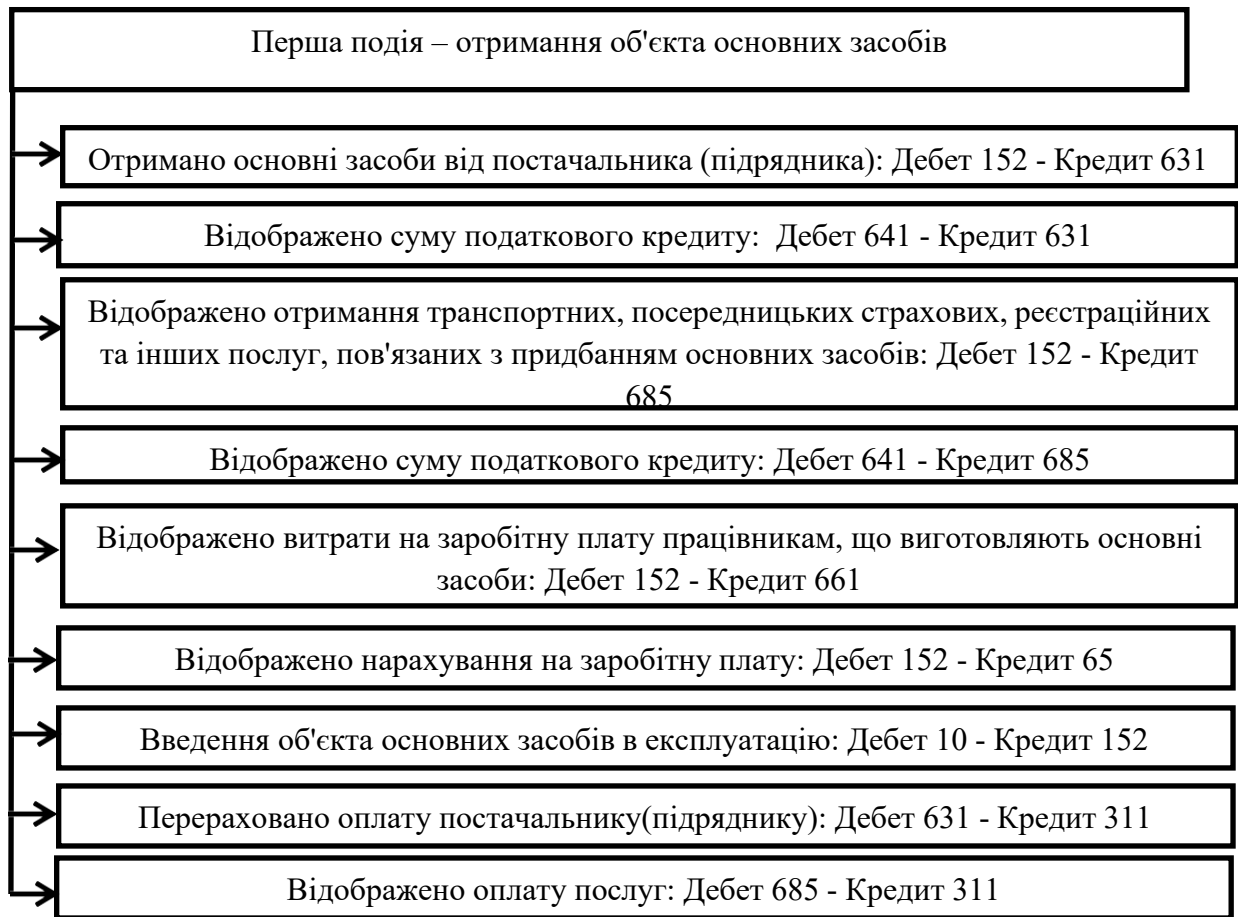 Перша подія – отримання об'єкта основних засобів
Отримано основні засоби від постачальника (підрядника): Дебет 152 - Кредит 631
Відображено суму податкового кредиту: Дебет 641 - Кредит 631
Відображено отримання транспортних, посередницьких страхових, реєстраційних
та інших послуг, пов'язаних з придбанням основних засобів: Дебет 152 - Кредит
685
Відображено суму податкового кредиту: Дебет 641 - Кредит 685
Відображено витрати на заробітну плату працівникам, що виготовляють основні
засоби: Дебет 152 - Кредит 661
Відображено нарахування на заробітну плату: Дебет 152 - Кредит 65
Введення об'єкта основних засобів в експлуатацію: Дебет 10 - Кредит 152
Перераховано оплату постачальнику(підряднику): Дебет 631 - Кредит 311
Відображено оплату послуг: Дебет 685 - Кредит 311